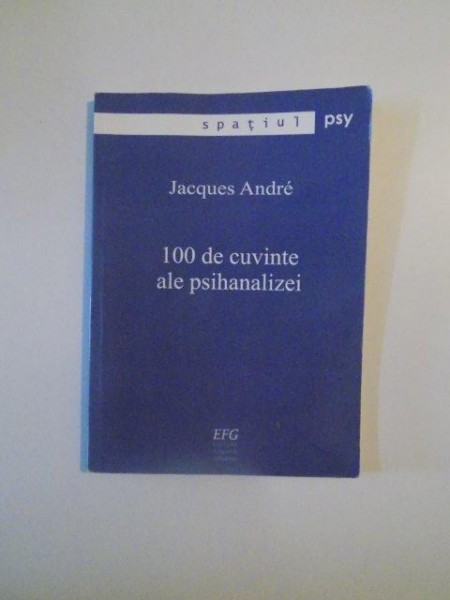 spațiul psy
Jacques André
100 de cuvinte
ale psihanalizei
EFG